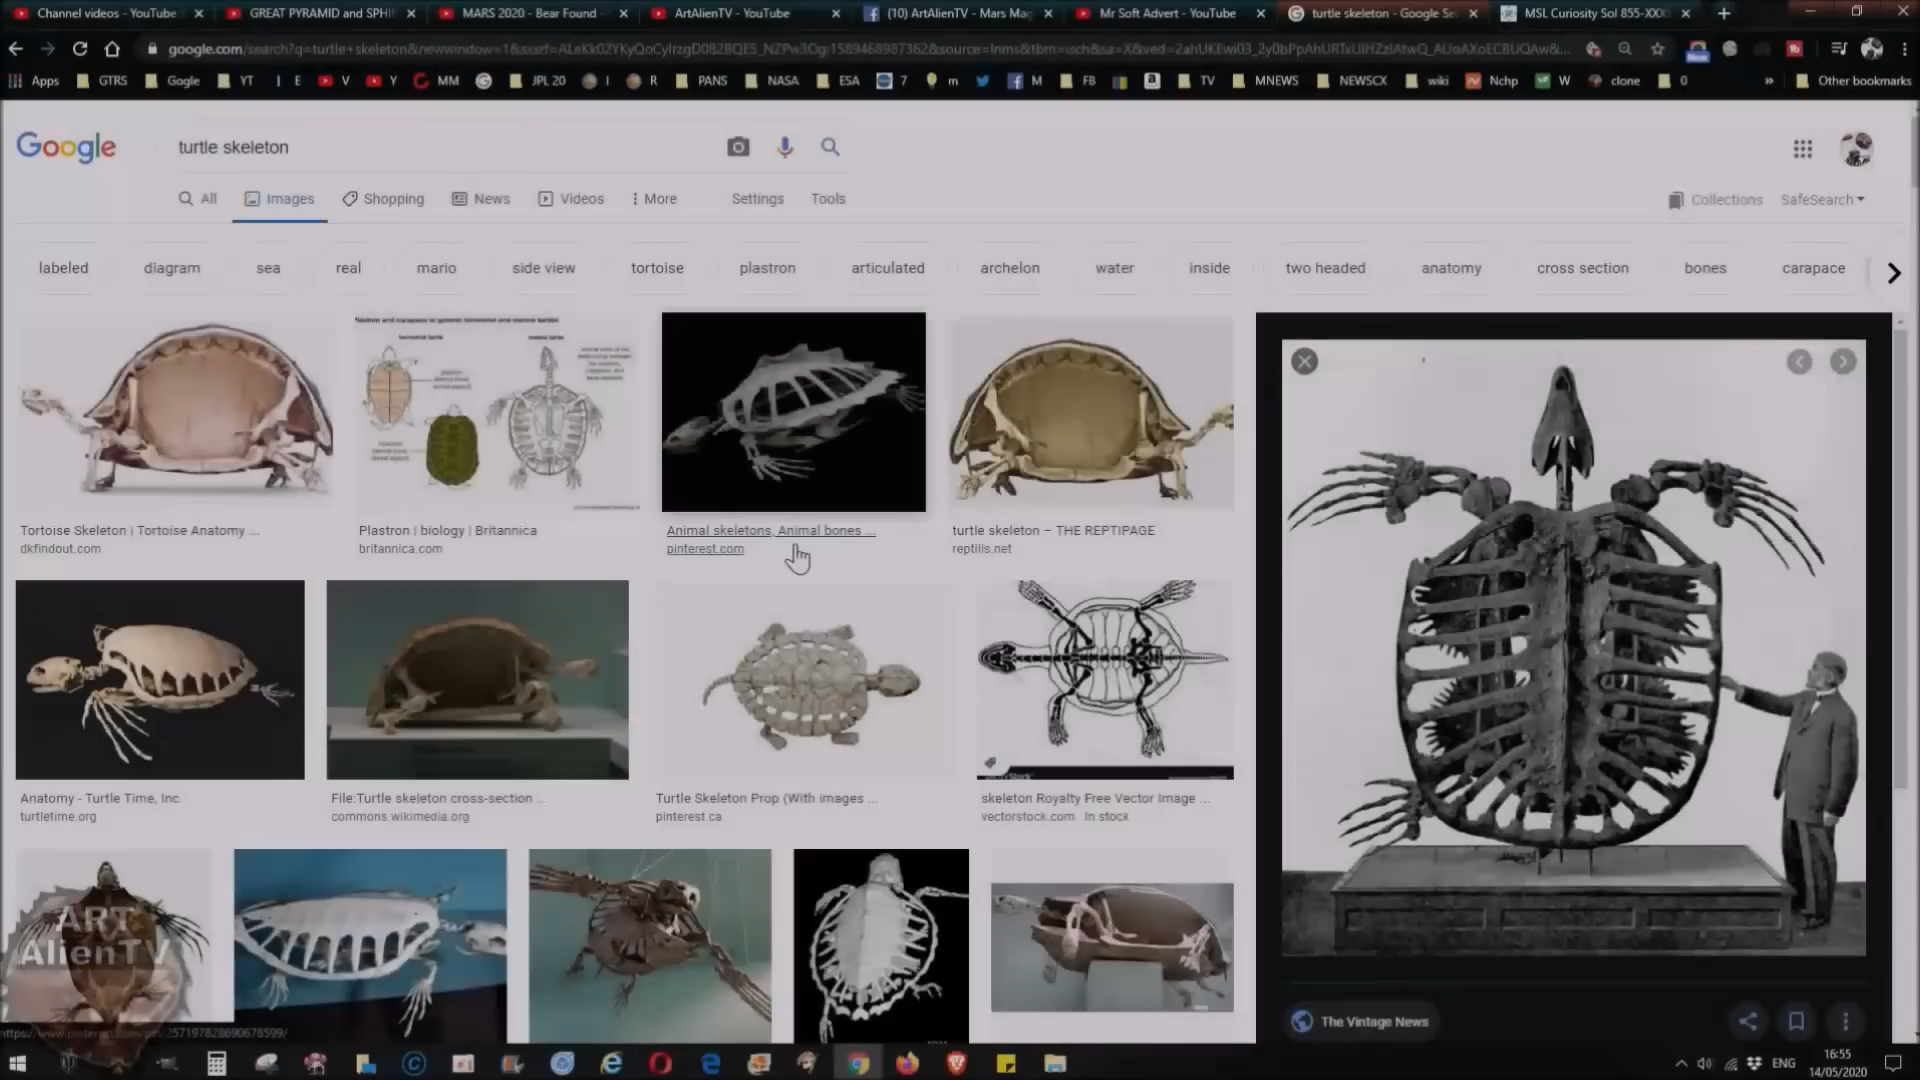 Channel videos - YouTube
GREAT PYRAMID and SPHI
MARS 2020 - Bear Found -
ArtAlienTV - YouTube
(10) ArtAlienTV - Mars Mag
Mr Soft Advert - YouTube
turtle skeleton - Google Se
MSL Curiosity Sol 855-XXX
Apps
GTRS
Gogle
YT
E
V
Y
MM
JPL 20
I
R
PANS
NASA
ESA
7
m
M
FB
TV
MNEWS
NEWSCX
wiki
Nchp
W
clone
0
»
Other bookmarks
Google
turtle skeleton
All
Images
Shopping
News
Videos
More
Settings
Tools
Collections
SafeSearch
labeled
diagram
sea
real
mario
side view
tortoise
plastron
articulated
archelon
water
inside
two headed
anatomy
cross section
bones
carapace
Tortoise Skeleton | Tortoise Anatomy ...
dkfindout.com
Plastron | biology | Britannica
britannica.com
Animal skeletons, Animal bones ...
pinterest.com
turtle skeleton – THE REPTIPAGE
reptilis.net
Anatomy - Turtle Time, Inc.
turtletime.org
File:Turtle skeleton cross-section ...
commons.wikimedia.org
Turtle Skeleton Prop (With images ...
pinterest.ca
skeleton Royalty Free Vector Image ...
vectorstock.com In stock
ART
AlienTV
The Vintage News
ENG
16:55
14/05/2020